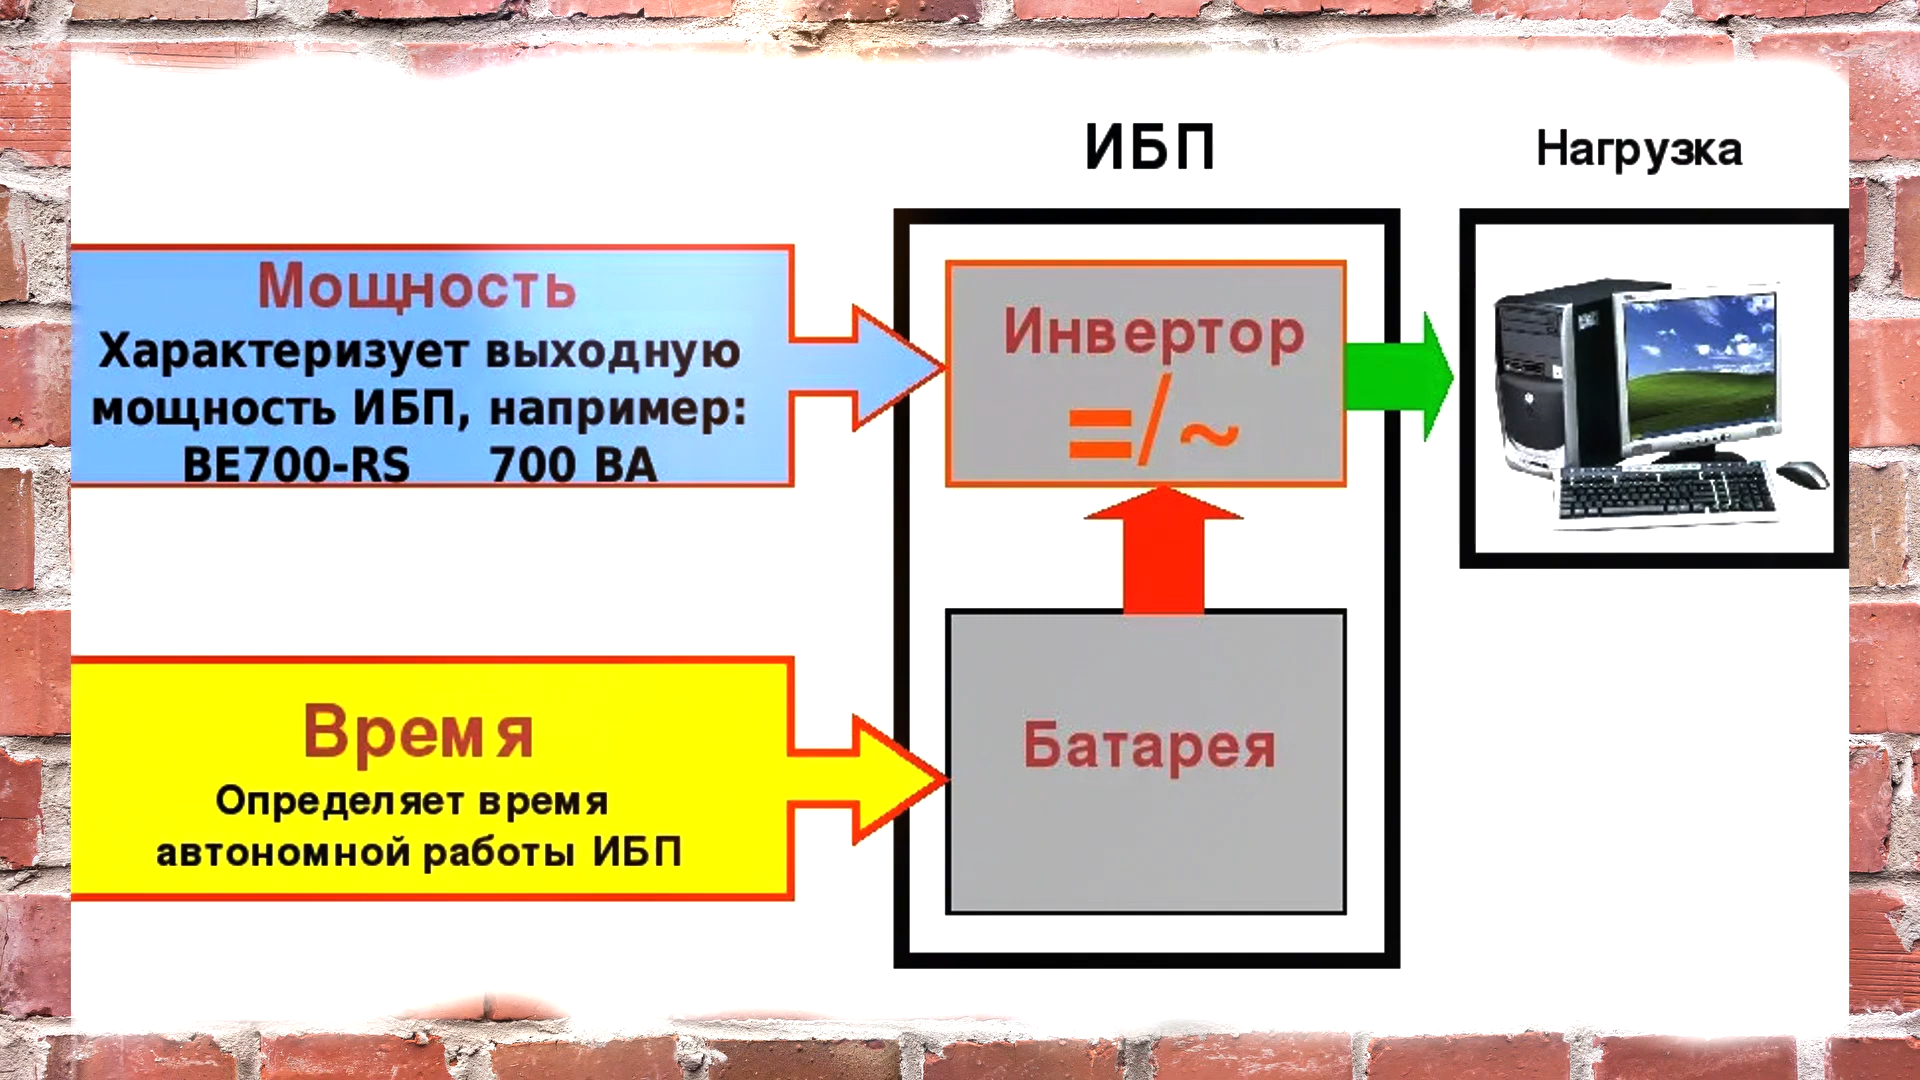 ИБП
Нагрузка
Мощность
Характеризует выходную
мощность ИБП, например:
BE700-RS 700 ВА
Инвертор
=/~
Время
Определяет время
автономной работы ИБП
Батарея